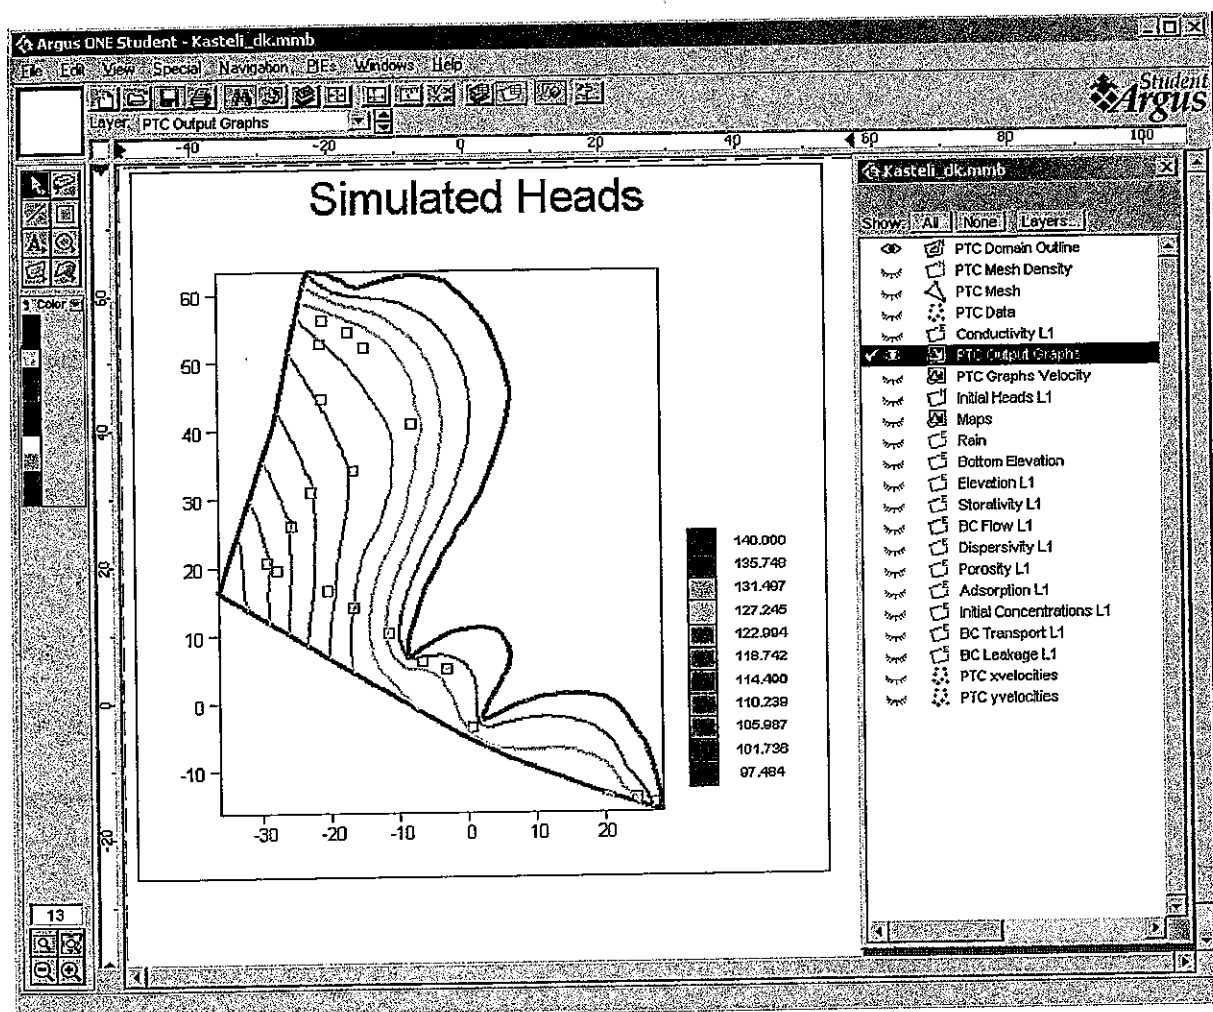 Argus ONE Student - Kasteli_dk.mmb
File Edit View Special Navigation PIEs Windows Help
Student
Argus
Layer: PTC Output Graphs
-40 -20 0 20 40 60 80 100
60
40
20
0
-20
Color
13
Simulated Heads
60
50
40
30
20
10
0
-10
-30 -20 -10 0 10 20
140.000
135.748
131.497
127.245
122.994
118.742
114.490
110.239
105.987
101.736
97.484
Kasteli_dk.mmb
Show: All None Layers...
PTC Domain Outline
PTC Mesh Density
PTC Mesh
PTC Data
Conductivity L1
PTC Output Graphs
PTC Graphs Velocity
Initial Heads L1
Maps
Rain
Bottom Elevation
Elevation L1
Storativity L1
BC Flow L1
Dispersivity L1
Porosity L1
Adsorption L1
Initial Concentrations L1
BC Transport L1
BC Leakage L1
PTC xvelocities
PTC yvelocities